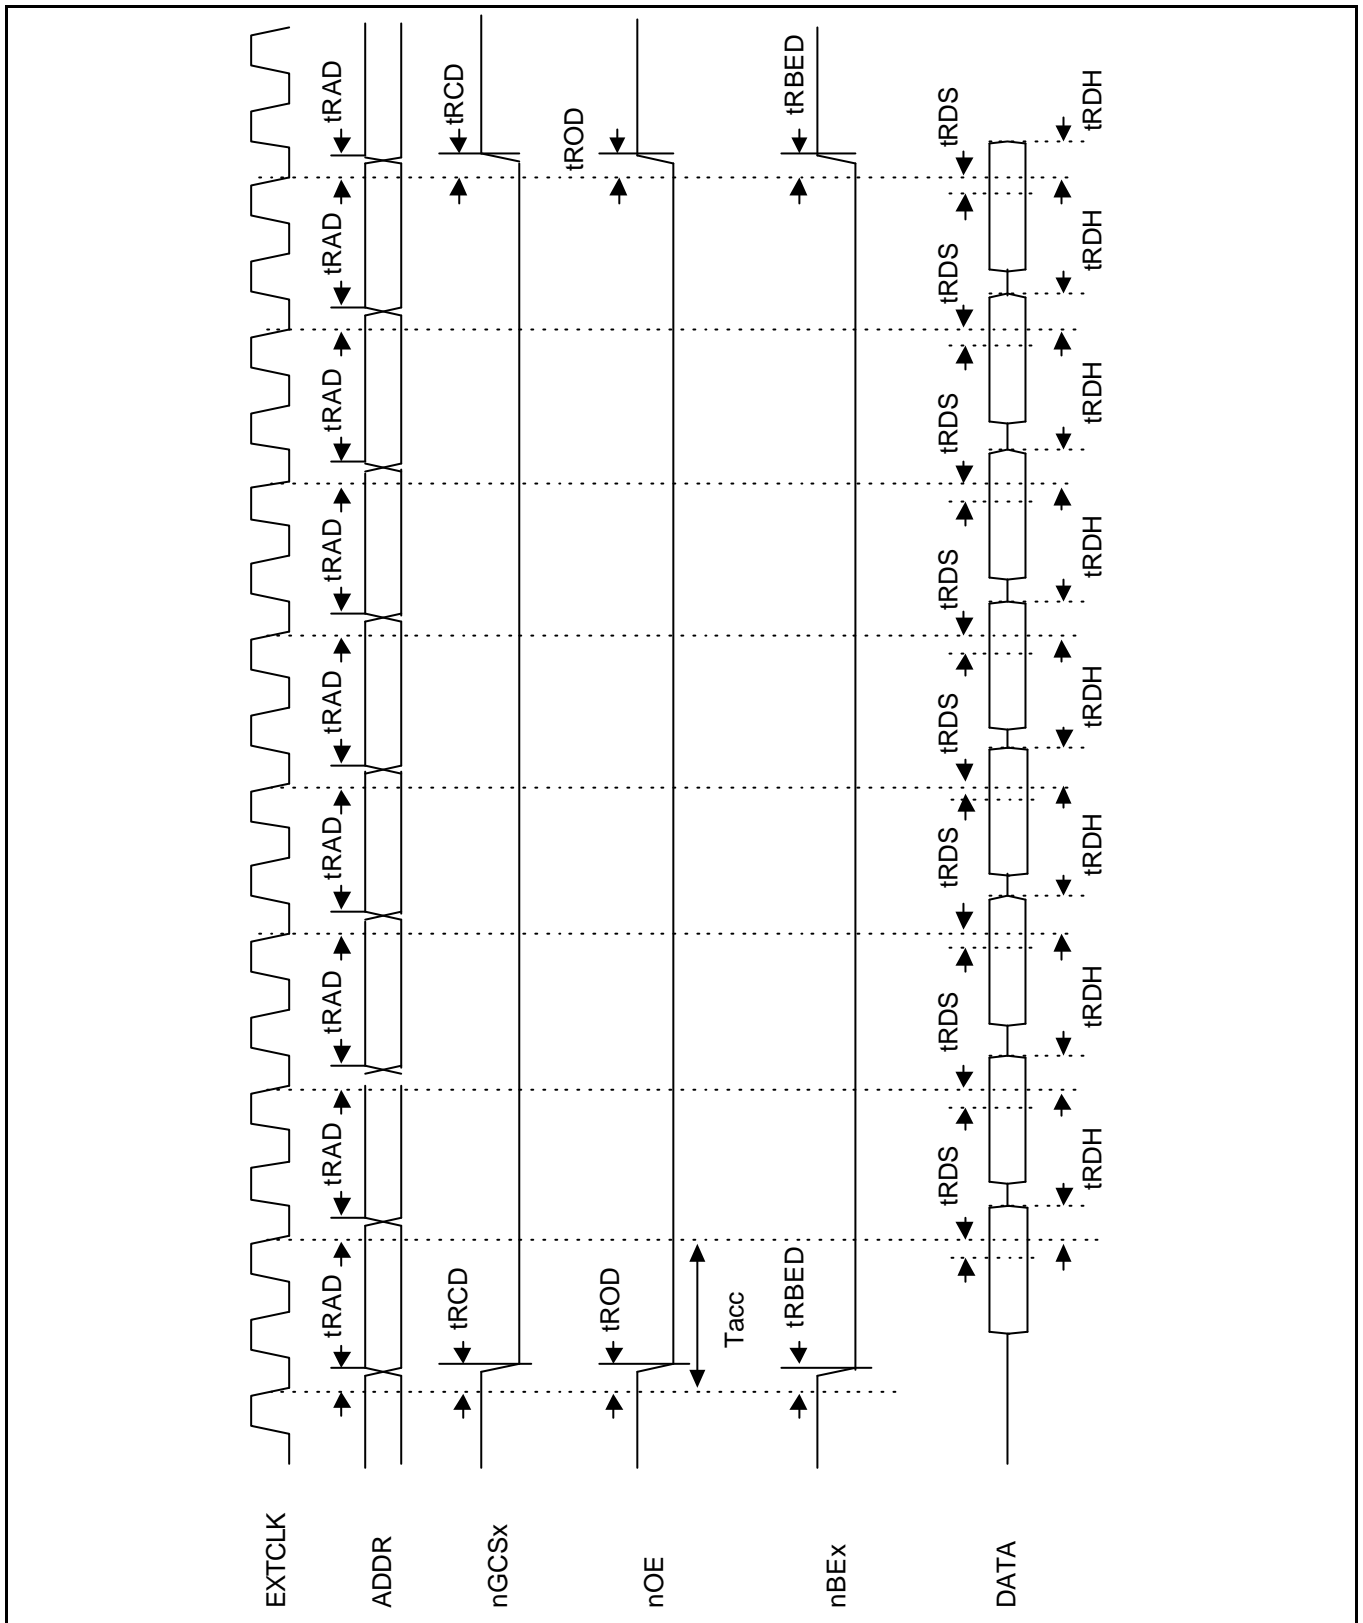 EXTCLK
tRAD tRAD tRAD tRAD tRAD tRAD tRAD tRAD tRAD
ADDR
tRCD tRCD
nGCSx
tROD tROD
nOE
Tacc
tRBED tRBED
nBEx
tRDS tRDS tRDS tRDS tRDS tRDS tRDS tRDS
DATA
tRDH tRDH tRDH tRDH tRDH tRDH tRDH tRDH